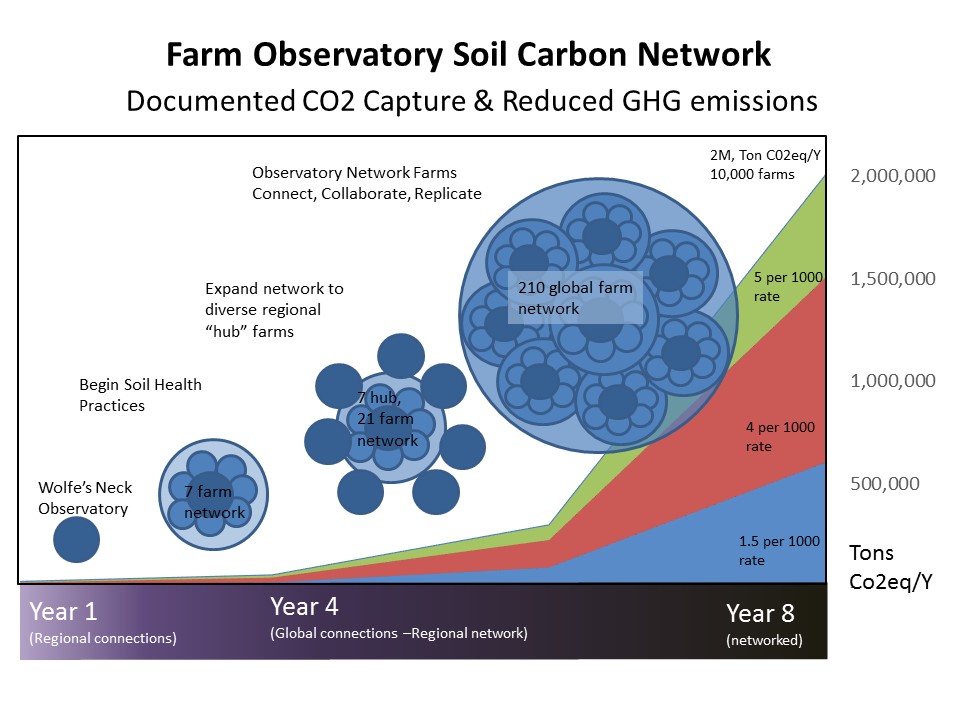 Farm Observatory Soil Carbon Network
Documented CO2 Capture & Reduced GHG emissions
2M, Ton C02eq/Y
10,000 farms
2,000,000
Observatory Network Farms
Connect, Collaborate, Replicate
5 per 1000
rate
1,500,000
210 global farm
network
Expand network to
diverse regional
“hub” farms
1,000,000
Begin Soil Health
Practices
7 hub,
21 farm
network
4 per 1000
rate
500,000
Wolfe’s Neck
Observatory
7 farm
network
1.5 per 1000
rate
Tons
Co2eq/Y
Year 1
(Regional connections)
Year 4
(Global connections –Regional network)
Year 8
(networked)